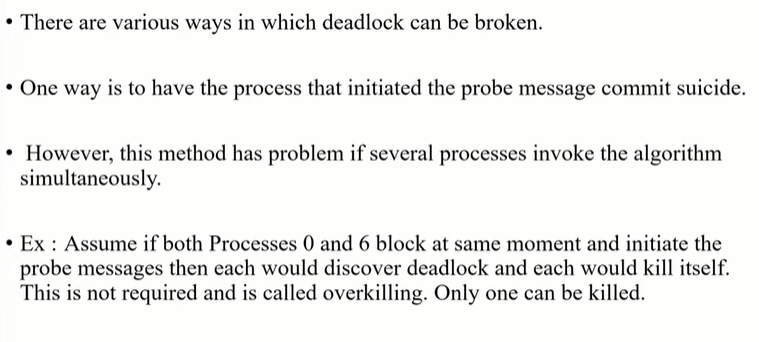 • There are various ways in which deadlock can be broken.
• One way is to have the process that initiated the probe message commit suicide.
• However, this method has problem if several processes invoke the algorithm
simultaneously.
• Ex : Assume if both Processes 0 and 6 block at same moment and initiate the
probe messages then each would discover deadlock and each would kill itself.
This is not required and is called overkilling. Only one can be killed.